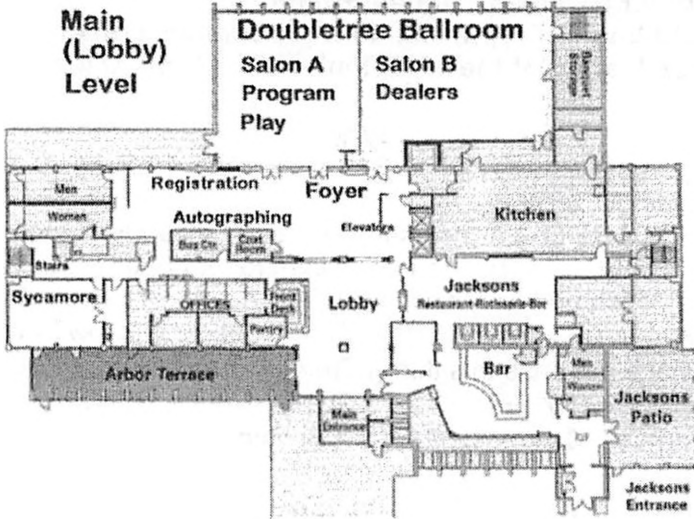 Main
(Lobby)
Level
Doubletree Ballroom
Salon A
Program
Play
Salon B
Dealers
Banquet
Storage
Men
Women
Registration
Foyer
Autographing
Elevators
Kitchen
Bus Ctr.
Coat
Room
Stairs
Sycamore
OFFICES
Front
Desk
Pantry
Lobby
Jacksons
Restaurant-Rotisserie-Bar
Arbor Terrace
Bar
Men
Women
Jacksons
Patio
Main
Entrance
Jacksons
Entrance